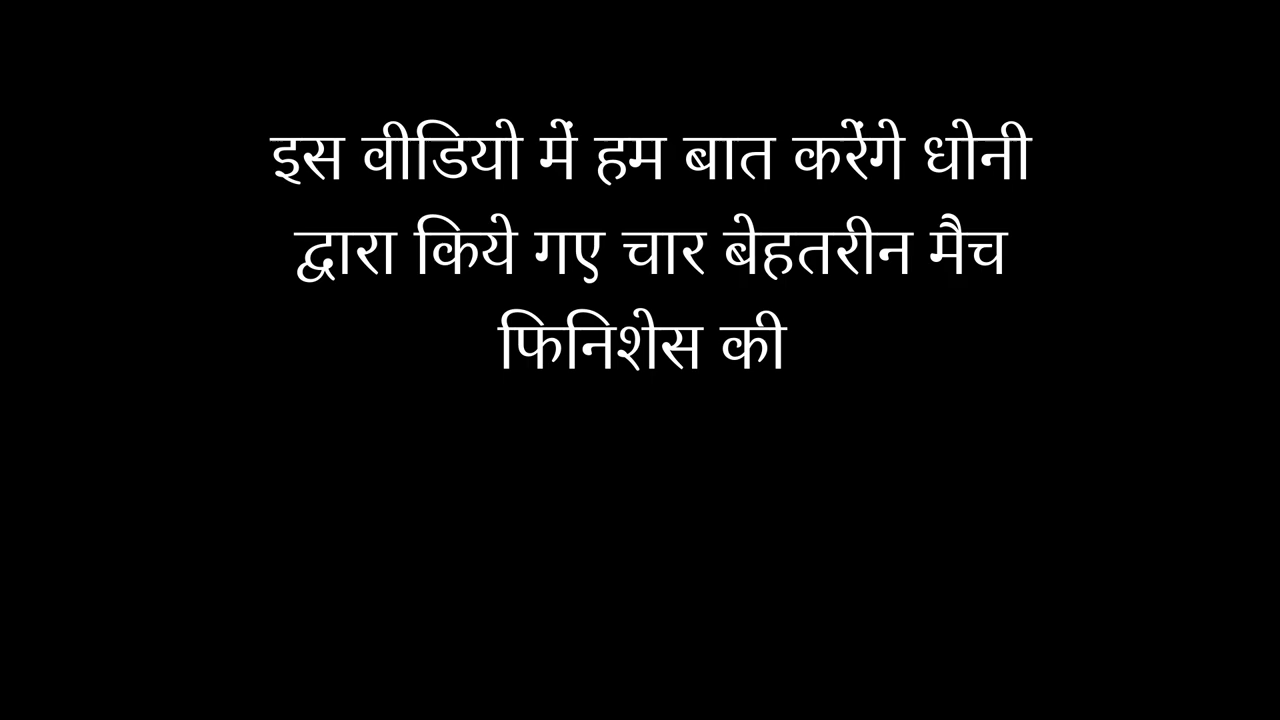 इस वीडियो में हम बात करेंगे धोनी
द्वारा किये गए चार बेहतरीन मैच
फिनिशेस की